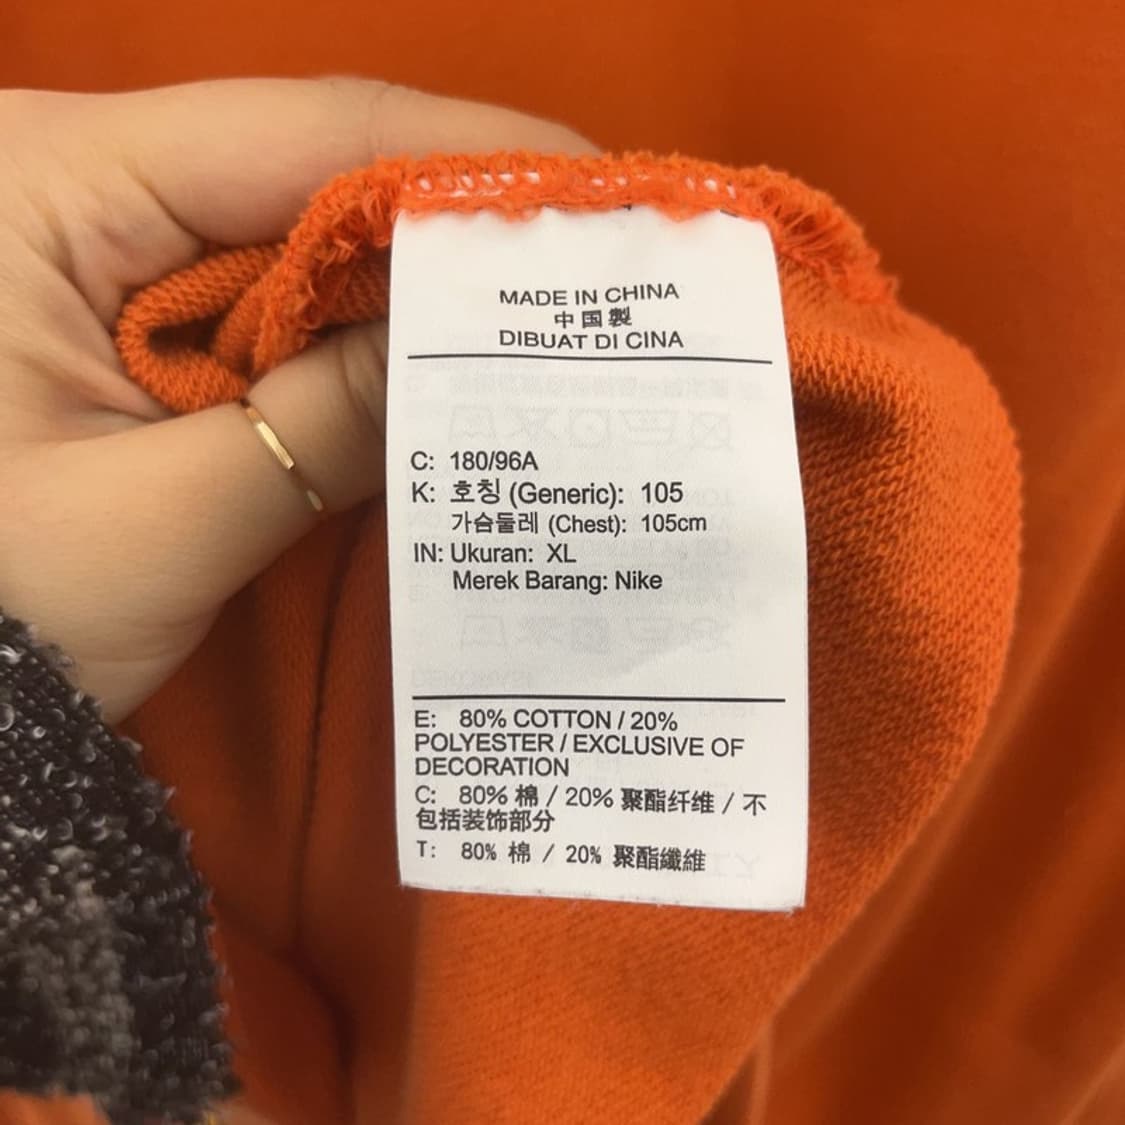 MADE IN CHINA
中国製
DIBUAT DI CINA
C: 180/96A
K: 호칭 (Generic): 105
가슴둘레 (Chest): 105cm
IN: Ukuran: XL
Merek Barang: Nike
E: 80% COTTON / 20%
POLYESTER / EXCLUSIVE OF
DECORATION
C: 80% 棉 / 20% 聚酯纤维 / 不
包括装饰部分
T: 80% 棉 / 20% 聚酯纖維